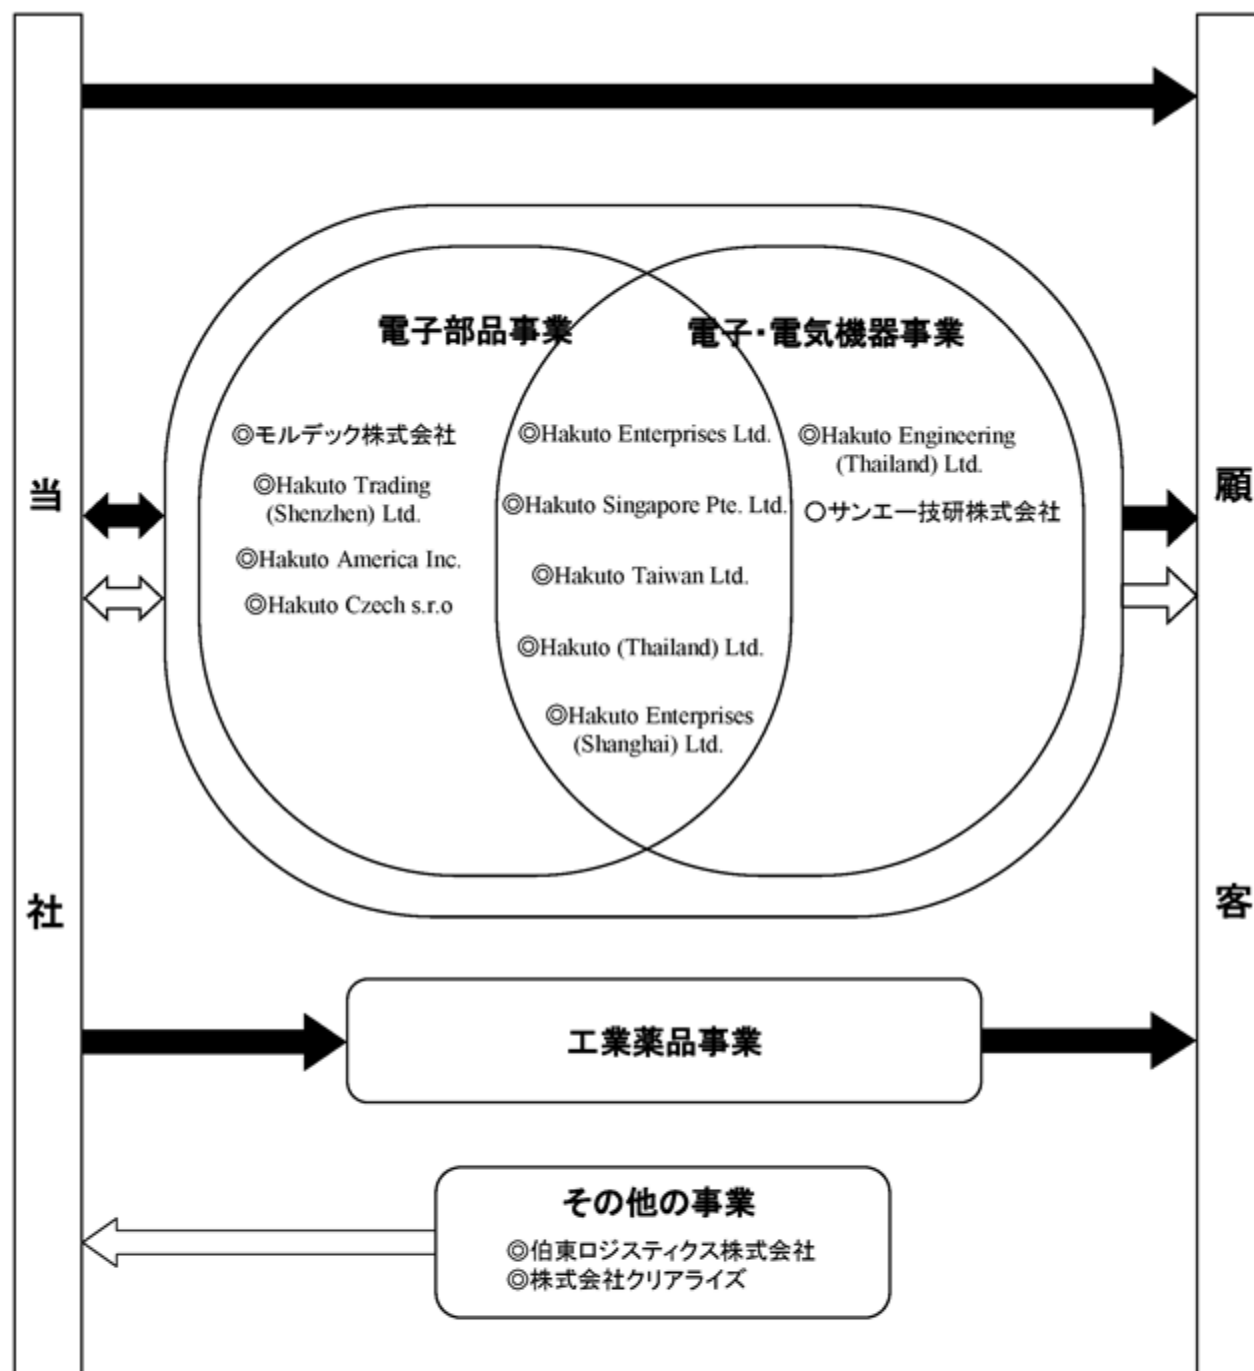 当社
顧客
電子部品事業
電子・電気機器事業
◎モルデック株式会社
◎Hakuto Trading
(Shenzhen) Ltd.
◎Hakuto America Inc.
◎Hakuto Czech s.r.o
◎Hakuto Enterprises Ltd.
◎Hakuto Singapore Pte. Ltd.
◎Hakuto Taiwan Ltd.
◎Hakuto (Thailand) Ltd.
◎Hakuto Enterprises
(Shanghai) Ltd.
◎Hakuto Engineering
(Thailand) Ltd.
○サンエー技研株式会社
工業薬品事業
その他の事業
◎伯東ロジスティクス株式会社
◎株式会社クリアライズ